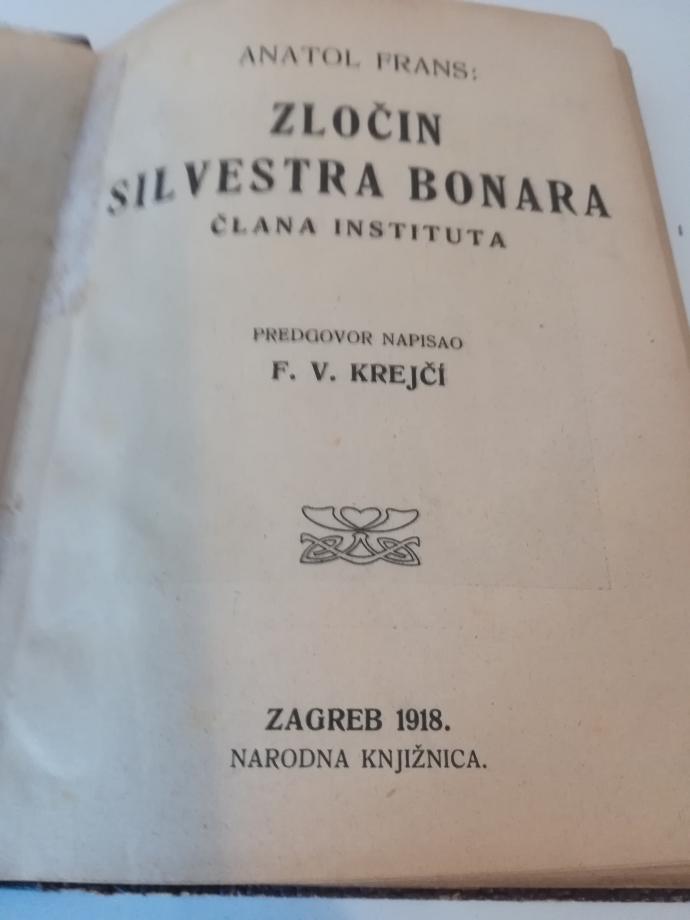 ANATOL FRANS:
ZLOČIN
SILVESTRA BONARA
ČLANA INSTITUTA
PREDGOVOR NAPISAO
F. V. KREJČÍ
ZAGREB 1918.
NARODNA KNJIŽNICA.